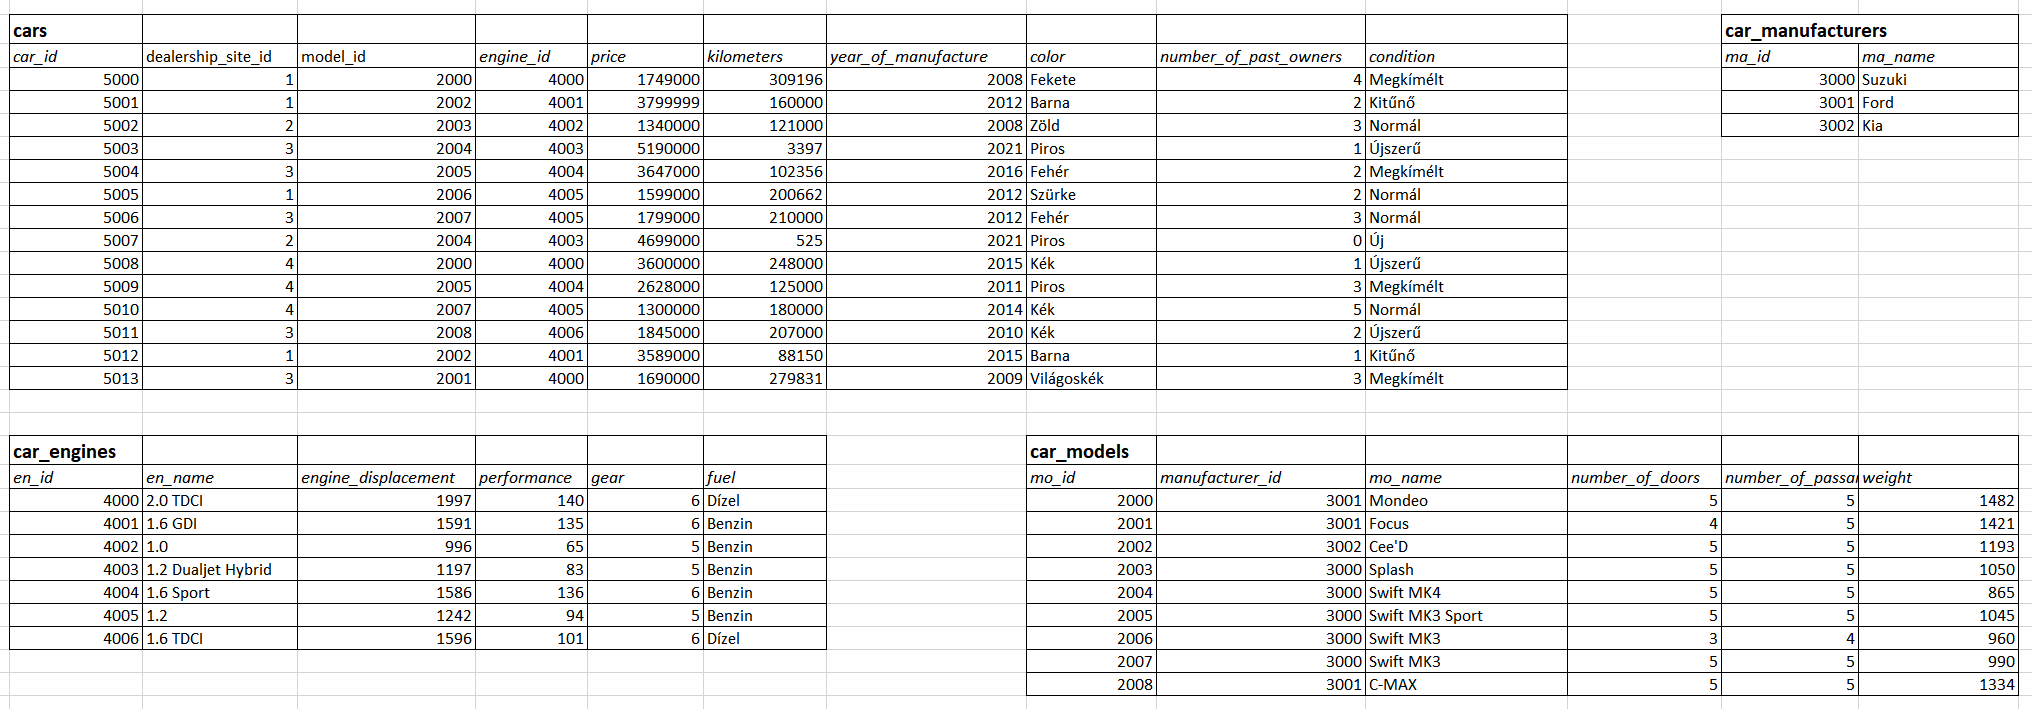 cars car_manufacturers
car_id dealership_site_id model_id engine_id price kilometers year_of_manufacture color number_of_past_owners condition ma_id ma_name
5000 1 2000 4000 1749000 309196 2008 Fekete 4 Megkímélt 3000 Suzuki
5001 1 2002 4001 3799999 160000 2012 Barna 2 Kitűnő 3001 Ford
5002 2 2003 4002 1340000 121000 2008 Zöld 3 Normál 3002 Kia
5003 3 2004 4003 5190000 3397 2021 Piros 1 Újszerű
5004 3 2005 4004 3647000 102356 2016 Fehér 2 Megkímélt
5005 1 2006 4005 1599000 200662 2012 Szürke 2 Normál
5006 3 2007 4005 1799000 210000 2012 Fehér 3 Normál
5007 2 2004 4003 4699000 525 2021 Piros 0 Új
5008 4 2000 4000 3600000 248000 2015 Kék 1 Újszerű
5009 4 2005 4004 2628000 125000 2011 Piros 3 Megkímélt
5010 4 2007 4005 1300000 180000 2014 Kék 5 Normál
5011 3 2008 4006 1845000 207000 2010 Kék 2 Újszerű
5012 1 2002 4001 3589000 88150 2015 Barna 1 Kitűnő
5013 3 2001 4000 1690000 279831 2009 Világoskék 3 Megkímélt
car_engines car_models
en_id en_name engine_displacement performance gear fuel mo_id manufacturer_id mo_name number_of_doors number_of_passa weight
4000 2.0 TDCI 1997 140 6 Dízel 2000 3001 Mondeo 5 5 1482
4001 1.6 GDI 1591 135 6 Benzin 2001 3001 Focus 4 5 1421
4002 1.0 996 65 5 Benzin 2002 3002 Cee'D 5 5 1193
4003 1.2 Dualjet Hybrid 1197 83 5 Benzin 2003 3000 Splash 5 5 1050
4004 1.6 Sport 1586 136 6 Benzin 2004 3000 Swift MK4 5 5 865
4005 1.2 1242 94 5 Benzin 2005 3000 Swift MK3 Sport 5 5 1045
4006 1.6 TDCI 1596 101 6 Dízel 2006 3000 Swift MK3 3 4 960
2007 3000 Swift MK3 5 5 990
2008 3001 C-MAX 5 5 1334